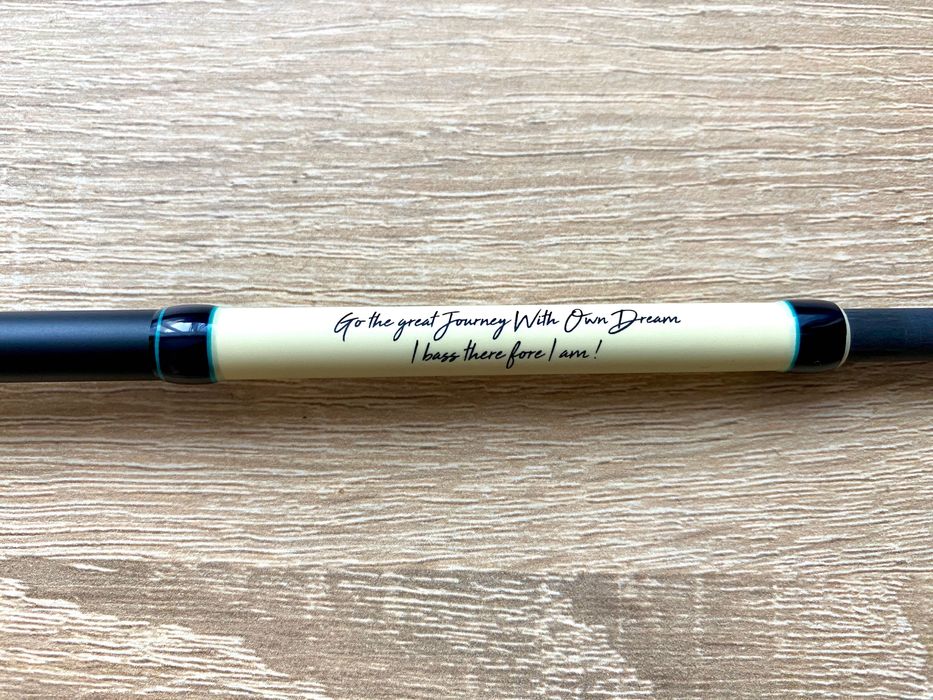 Go the great Journey With Own Dream
I bass there fore I am !